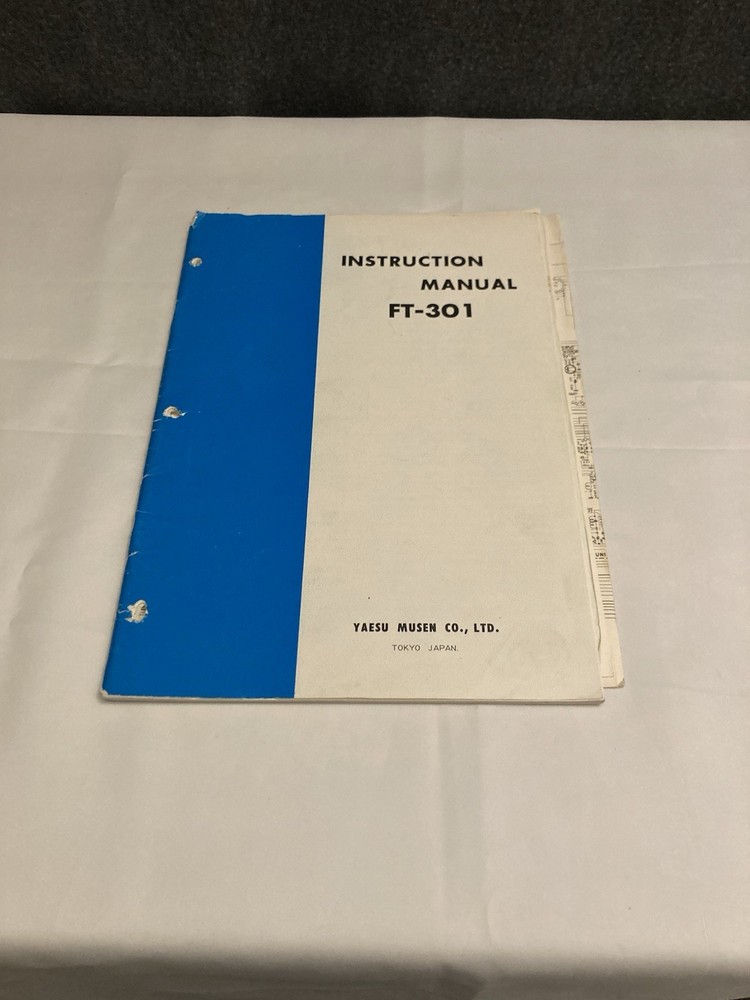 INSTRUCTION
MANUAL
FT-301
YAESU MUSEN CO., LTD.
TOKYO JAPAN.